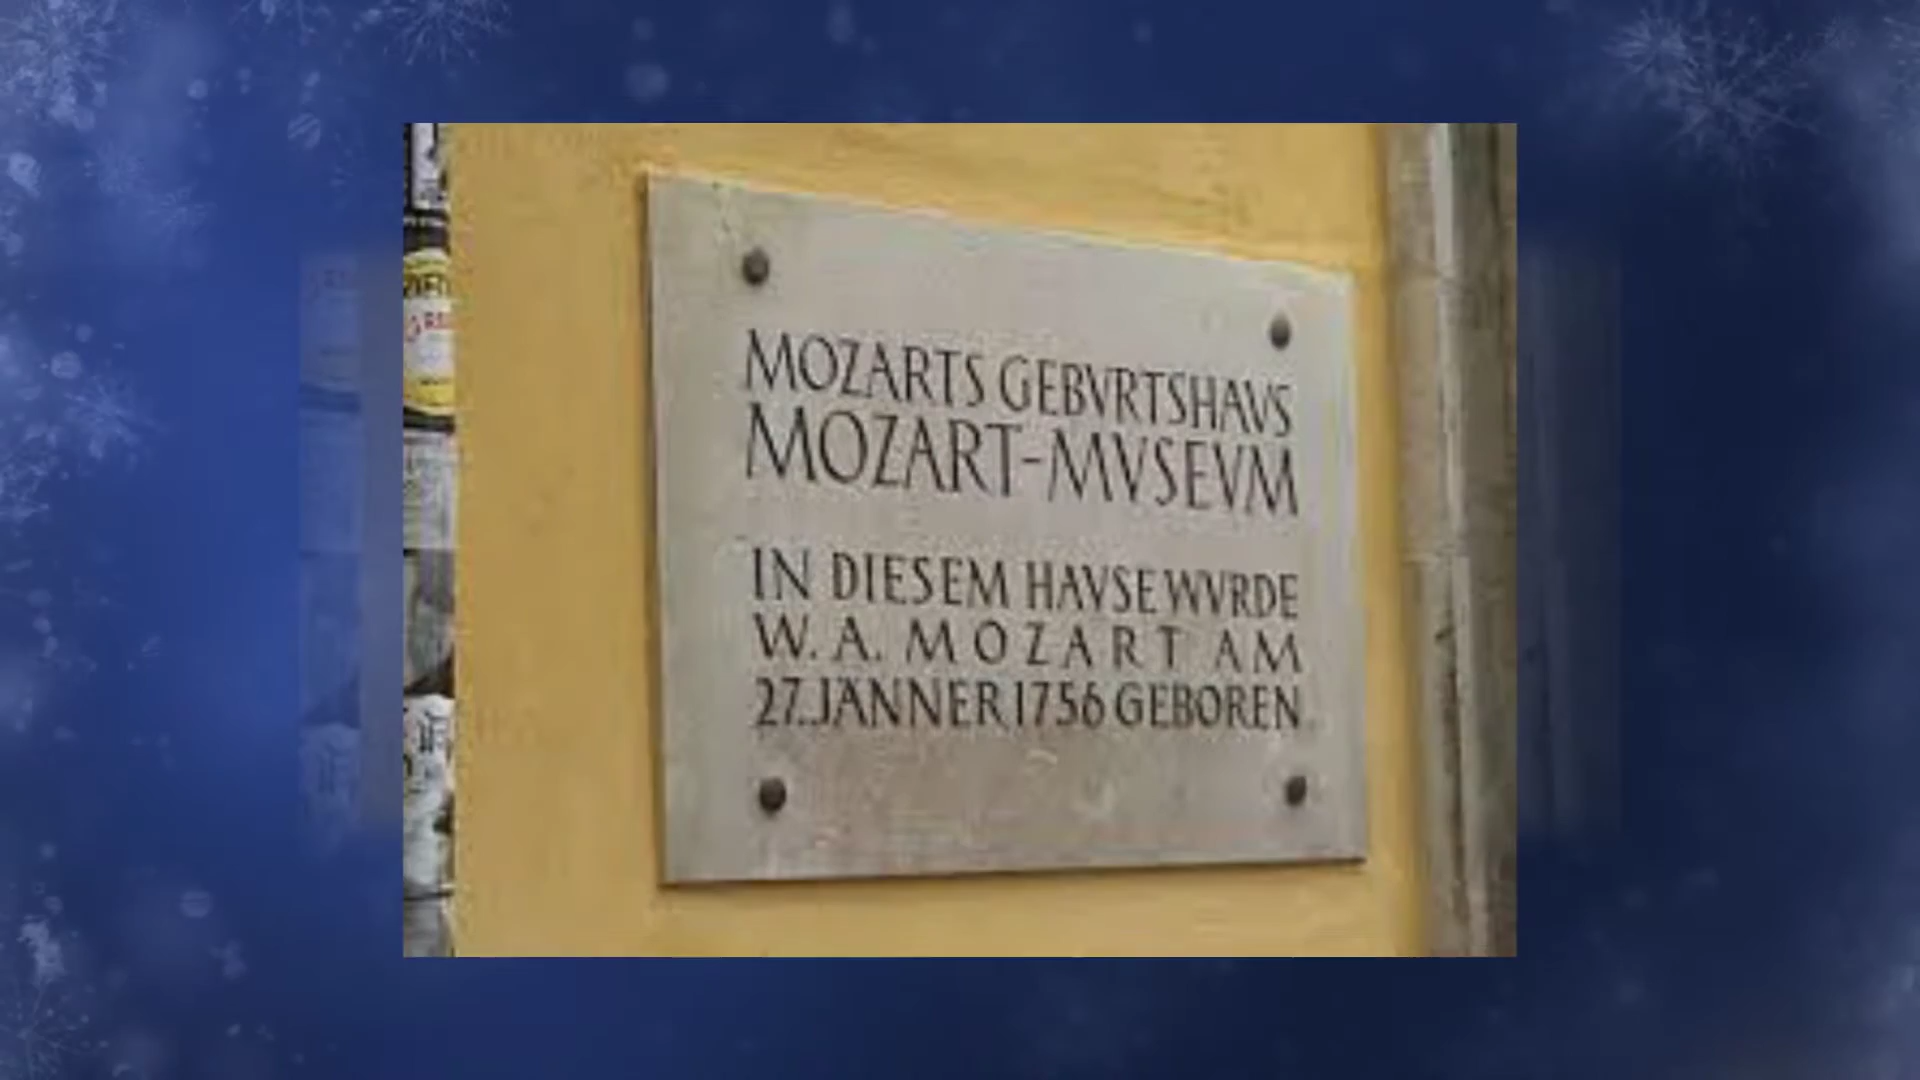 MOZARTS GEBVRTSHAVS
MOZART-MVSEVM
IN DIESEM HAVSE WVRDE
W. A. MOZART AM
27. JÄNNER 1756 GEBOREN